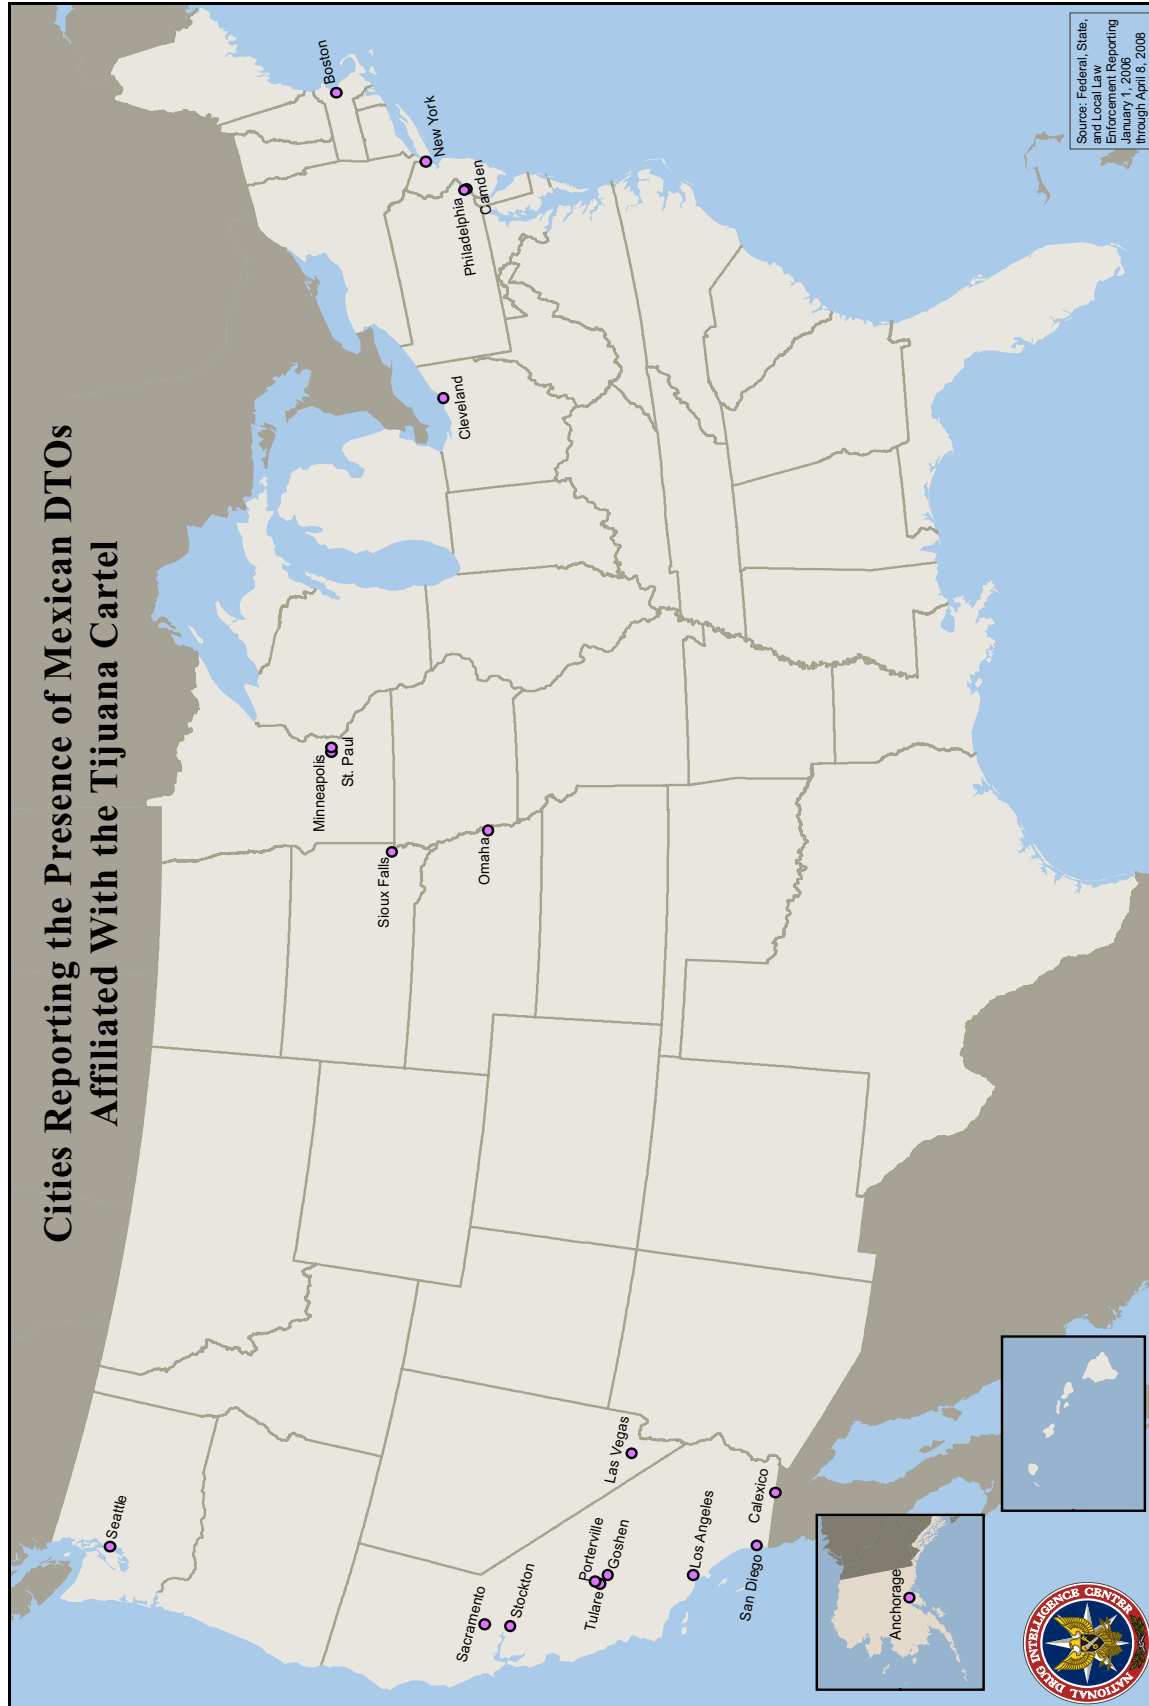 Cities Reporting the Presence of Mexican DTOs
Affiliated With the Tijuana Cartel
Seattle
Minneapolis
St. Paul
Sioux Falls
Omaha
Cleveland
Boston
New York
Philadelphia
Camden
Sacramento
Stockton
Porterville
Tulare
Goshen
Las Vegas
Los Angeles
San Diego
Calexico
Anchorage
NATIONAL DRUG INTELLIGENCE CENTER
Source: Federal, State,
and Local Law
Enforcement Reporting
January 1, 2006
through April 8, 2008